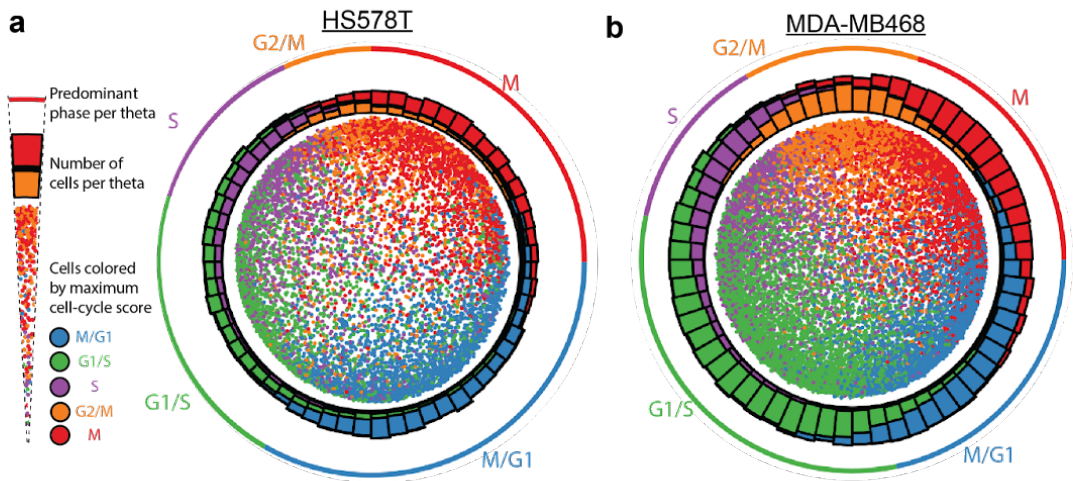 a
HS578T
b
MDA-MB468
G2/M
M
S
G1/S
M/G1
G2/M
M
S
G1/S
M/G1
Predominant
phase per theta
Number of
cells per theta
Cells colored
by maximum
cell-cycle score
M/G1
G1/S
S
G2/M
M